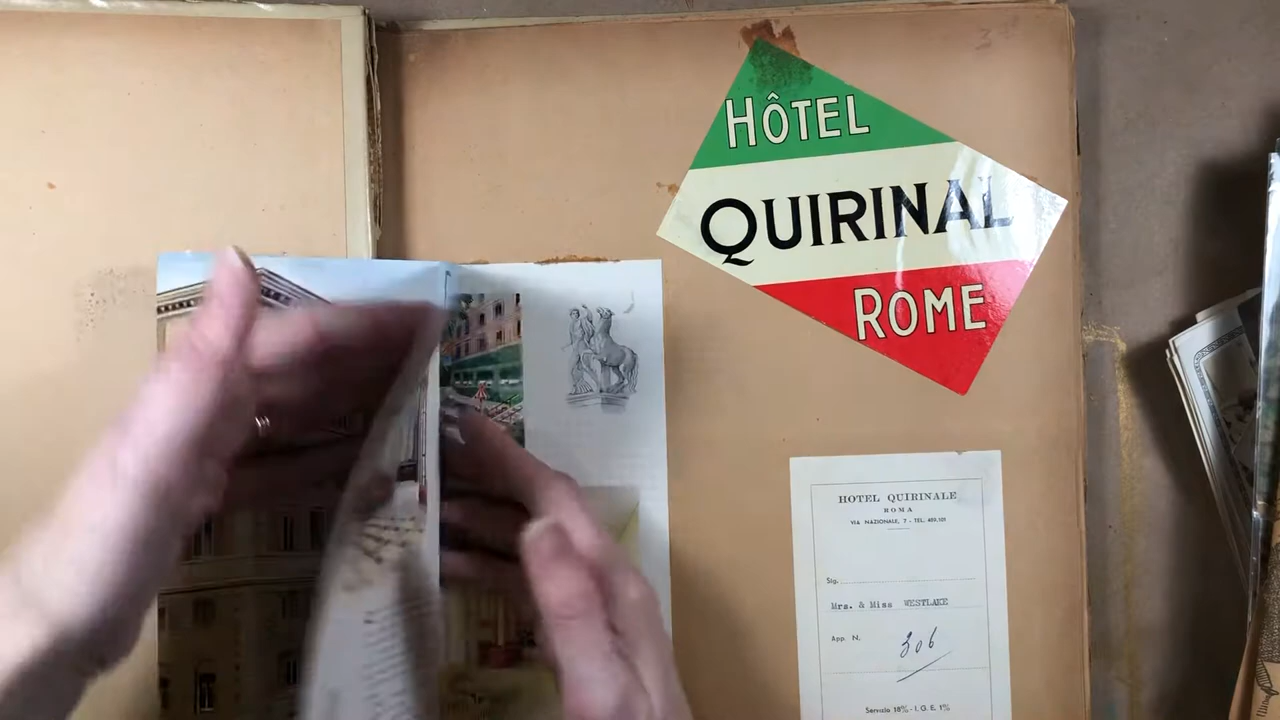 HÔTEL
QUIRINAL
ROME
HOTEL QUIRINALE
ROMA
VIA NAZIONALE, 7 - TEL. 489.101
Sig.
Mrs. & Miss WESTLAKE
App. N. 306
Servizio 18% - I. G. E. 1%